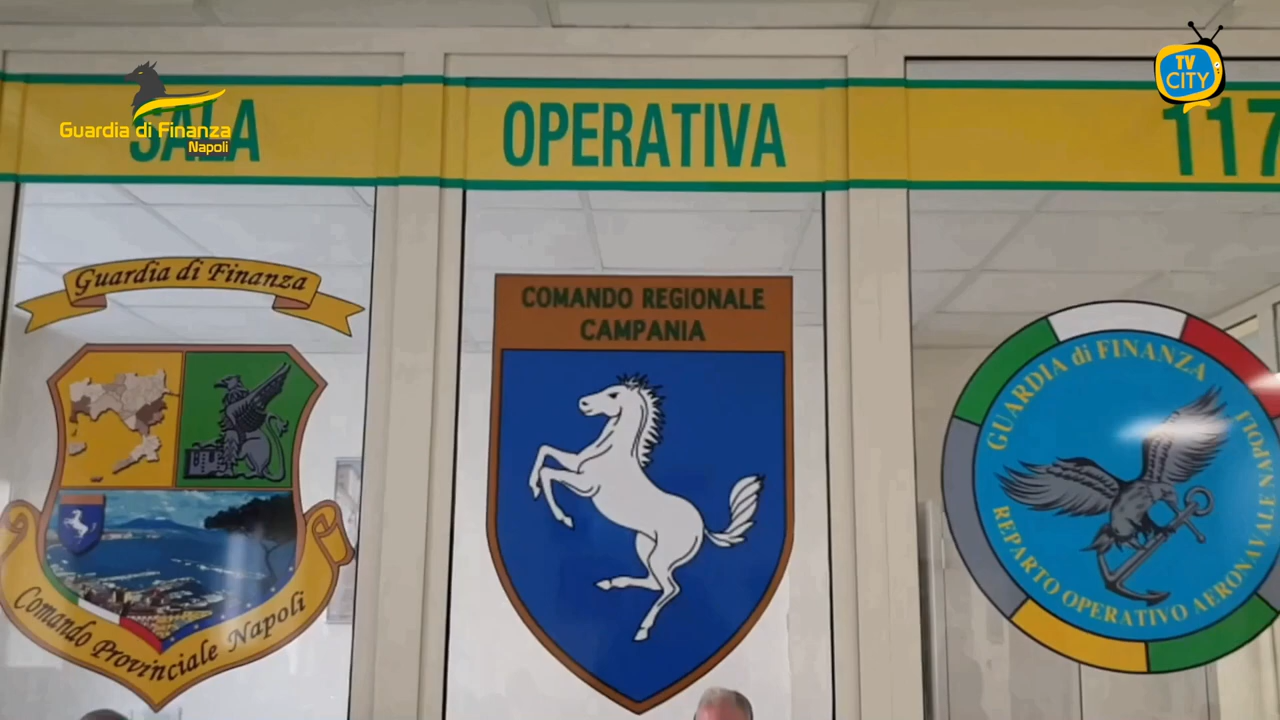 SALA OPERATIVA 117
Guardia di Finanza
Napoli
TV
CITY
Guardia di Finanza
Comando Provinciale Napoli
COMANDO REGIONALE
CAMPANIA
GUARDIA di FINANZA
REPARTO OPERATIVO AERONAVALE NAPOLI